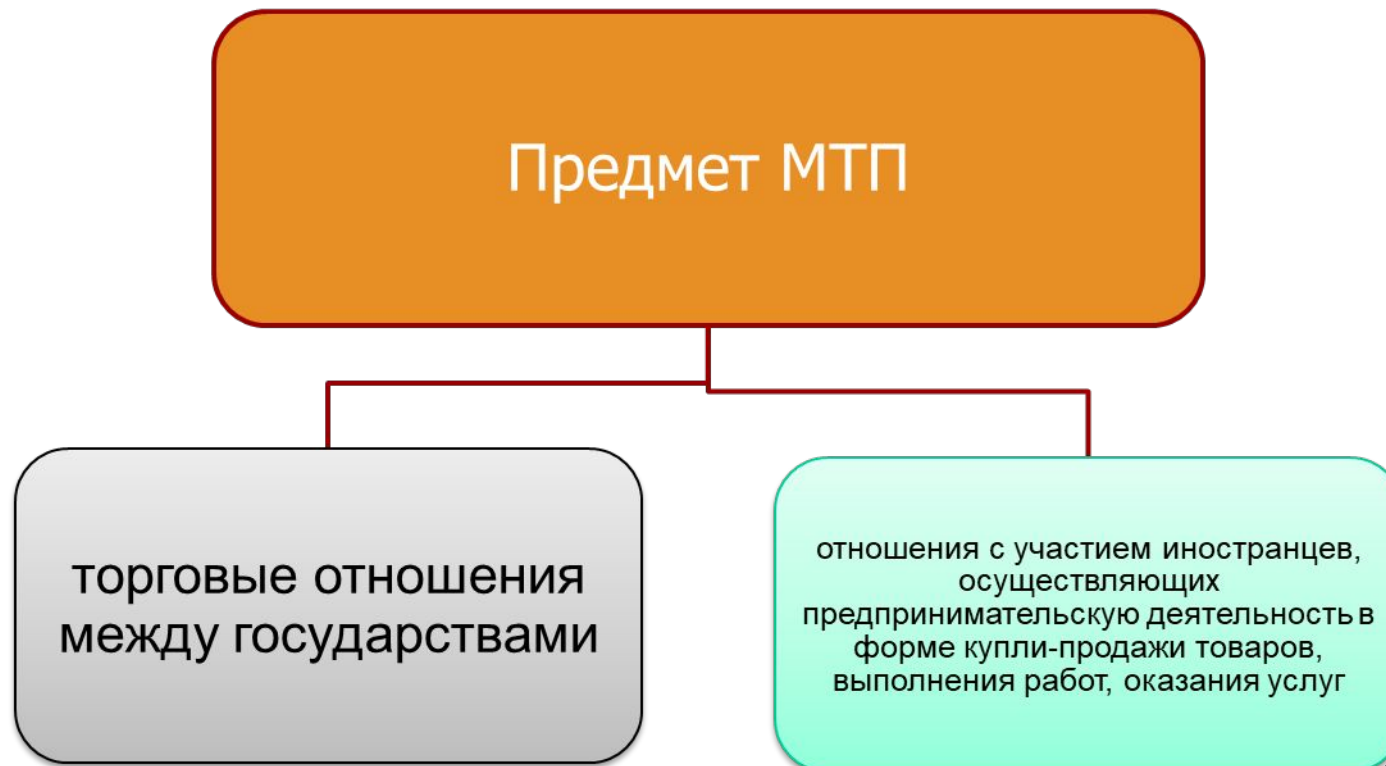 Предмет МТП
торговые отношения
между государствами
отношения с участием иностранцев,
осуществляющих
предпринимательскую деятельность в
форме купли-продажи товаров,
выполнения работ, оказания услуг